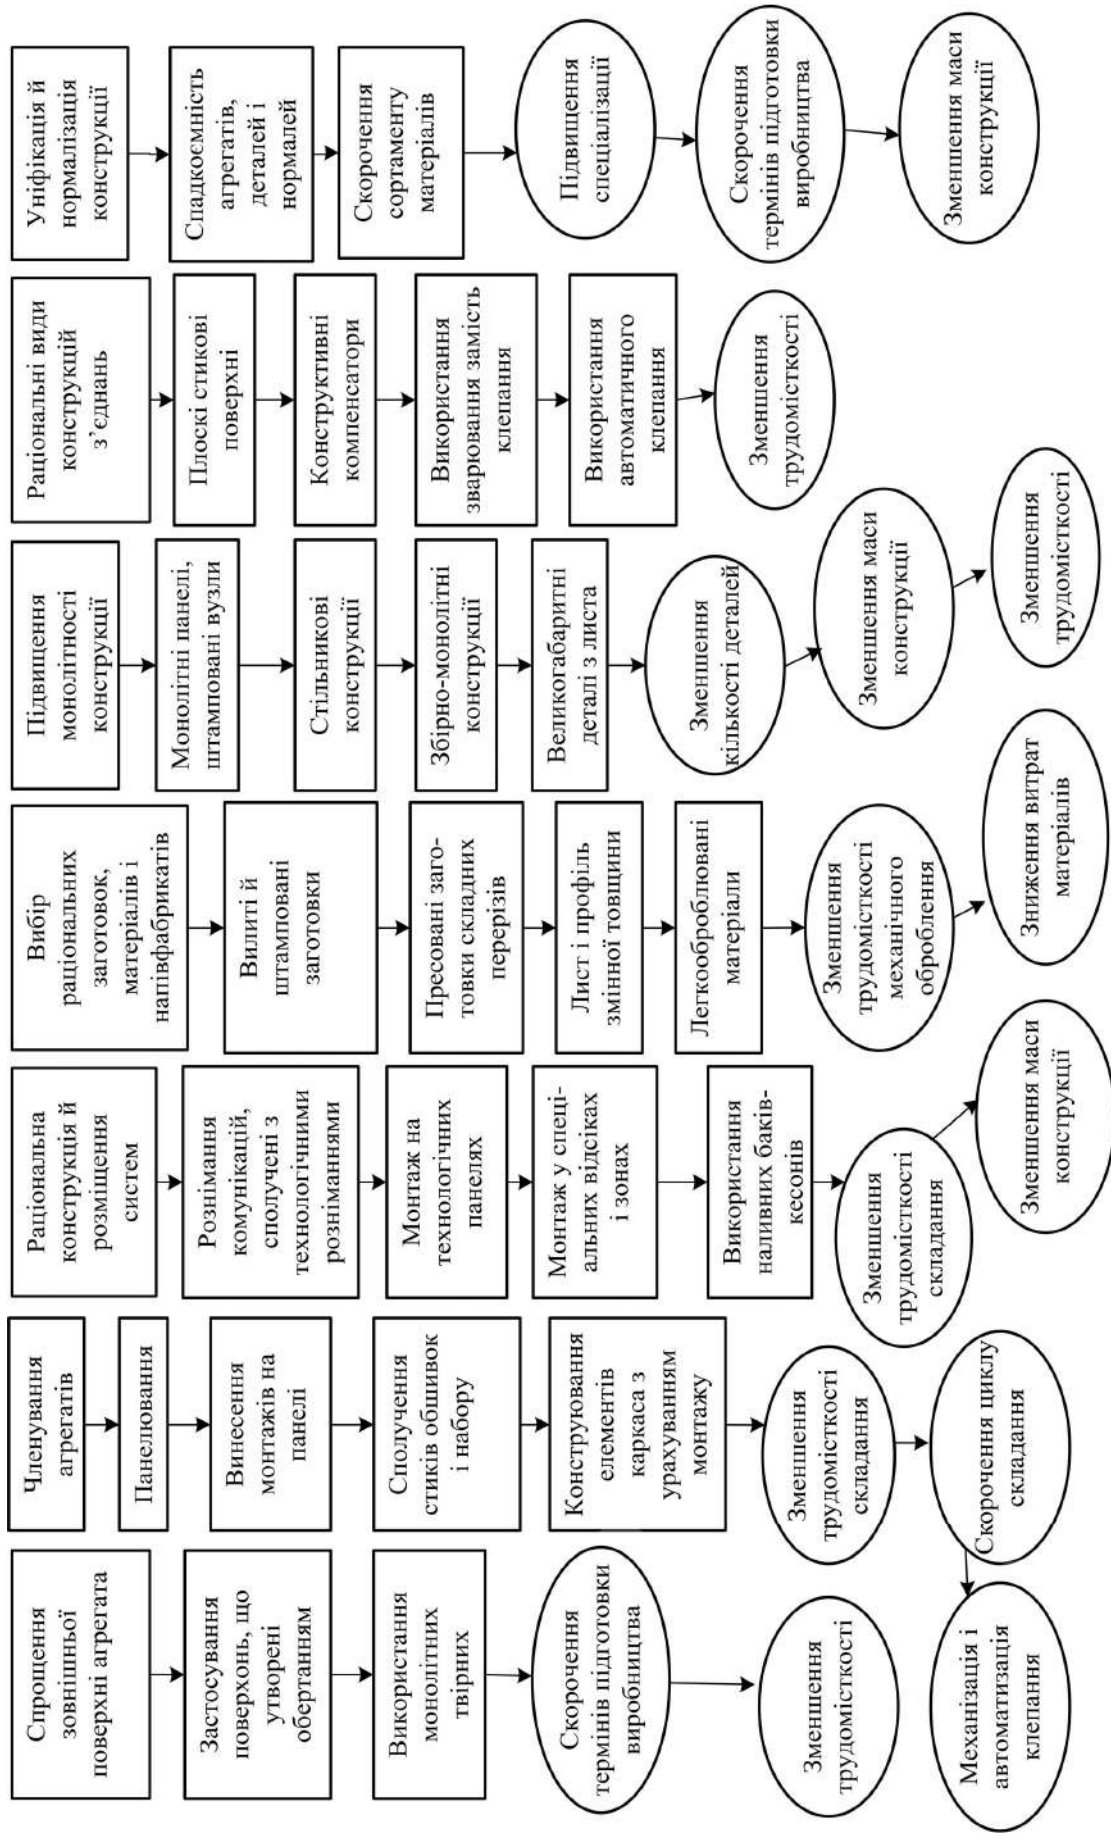 Спрощення
зовнішньої
поверхні агрегата
Застосування
поверхонь, що
утворені
обертанням
Використання
монолітних
твірних
Скорочення
термінів підготовки
виробництва
Зменшення
трудомісткості
Членування
агрегатів
Панелювання
Винесення
монтажів на
панелі
Сполучення
стиків обшивок
і набору
Конструювання
елементів
каркаса з
урахуванням
монтажу
Зменшення
трудомісткості
складання
Скорочення циклу
складання
Механізація і
автоматизація
клепання
Раціональна
конструкція й
розміщення
систем
Рознімання
комунікацій,
сполучені з
технологічними
розніманнями
Монтаж на
технологічних
панелях
Монтаж у спеці-
альних відсіках
і зонах
Використання
наливних баків-
кесонів
Зменшення
трудомісткості
складання
Зменшення маси
конструкції
Вибір
раціональних
заготовок,
матеріалів і
напівфабрикатів
Вилиті й
штамповані
заготовки
Пресовані заго-
товки складних
перерізів
Лист і профіль
змінної товщини
Легкооброблювані
матеріали
Зменшення
трудомісткості
механічного
оброблення
Зниження витрат
матеріалів
Підвищення
монолітності
конструкції
Монолітні панелі,
штамповані вузли
Стільникові
конструкції
Збірно-монолітні
конструкції
Великогабаритні
деталі з листа
Зменшення
кількості деталей
Зменшення маси
конструкції
Зменшення
трудомісткості
Раціональні види
конструкцій
з’єднань
Плоскі стикові
поверхні
Конструктивні
компенсатори
Використання
зварювання замість
клепання
Використання
автоматичного
клепання
Зменшення
трудомісткості
Уніфікація й
нормалізація
конструкції
Спадкоємність
агрегатів,
деталей і
нормалей
Скорочення
сортаменту
матеріалів
Підвищення
спеціалізації
Скорочення
термінів підготовки
виробництва
Зменшення маси
конструкції